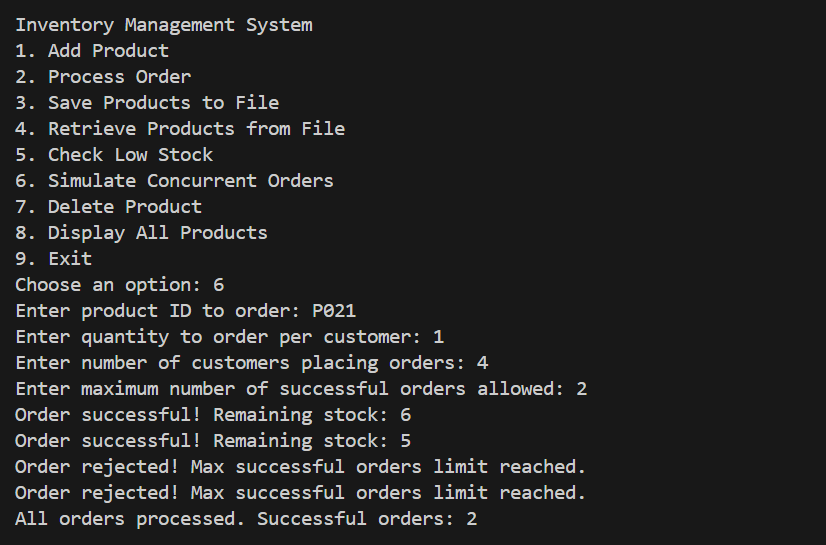 Inventory Management System
1. Add Product
2. Process Order
3. Save Products to File
4. Retrieve Products from File
5. Check Low Stock
6. Simulate Concurrent Orders
7. Delete Product
8. Display All Products
9. Exit
Choose an option: 6
Enter product ID to order: P021
Enter quantity to order per customer: 1
Enter number of customers placing orders: 4
Enter maximum number of successful orders allowed: 2
Order successful! Remaining stock: 6
Order successful! Remaining stock: 5
Order rejected! Max successful orders limit reached.
Order rejected! Max successful orders limit reached.
All orders processed. Successful orders: 2